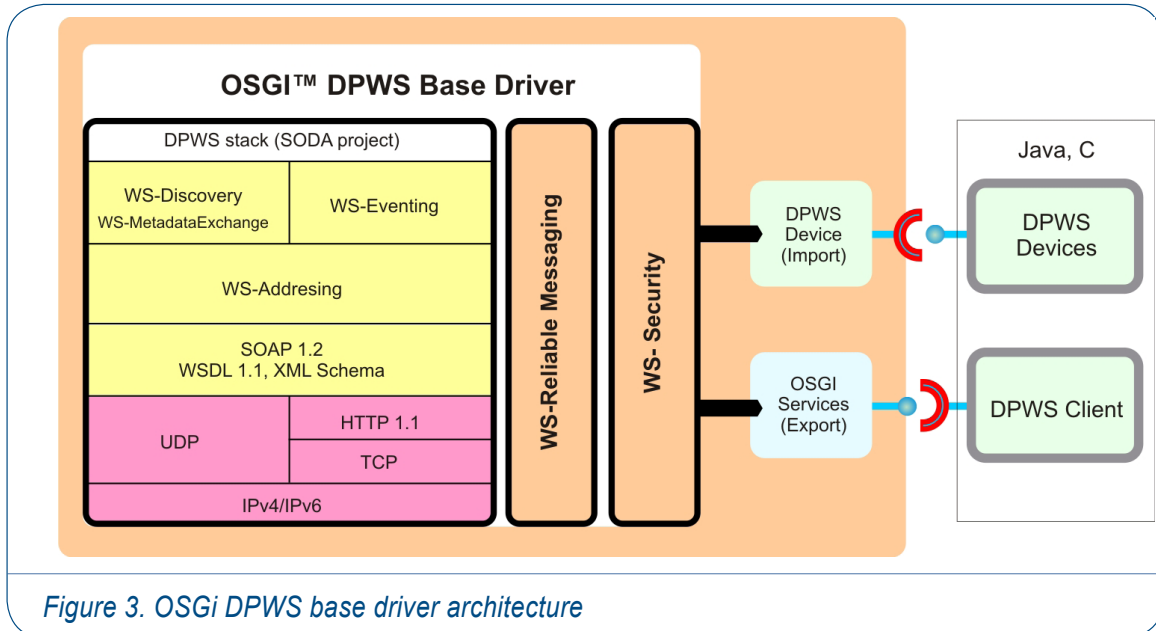 OSGI™ DPWS Base Driver
DPWS stack (SODA project)
WS-Discovery
WS-MetadataExchange
WS-Eventing
WS-Addresing
SOAP 1.2
WSDL 1.1, XML Schema
UDP
HTTP 1.1
TCP
IPv4/IPv6
WS-Reliable Messaging
WS- Security
DPWS
Device
(Import)
OSGI
Services
(Export)
Java, C
DPWS
Devices
DPWS Client
Figure 3. OSGi DPWS base driver architecture